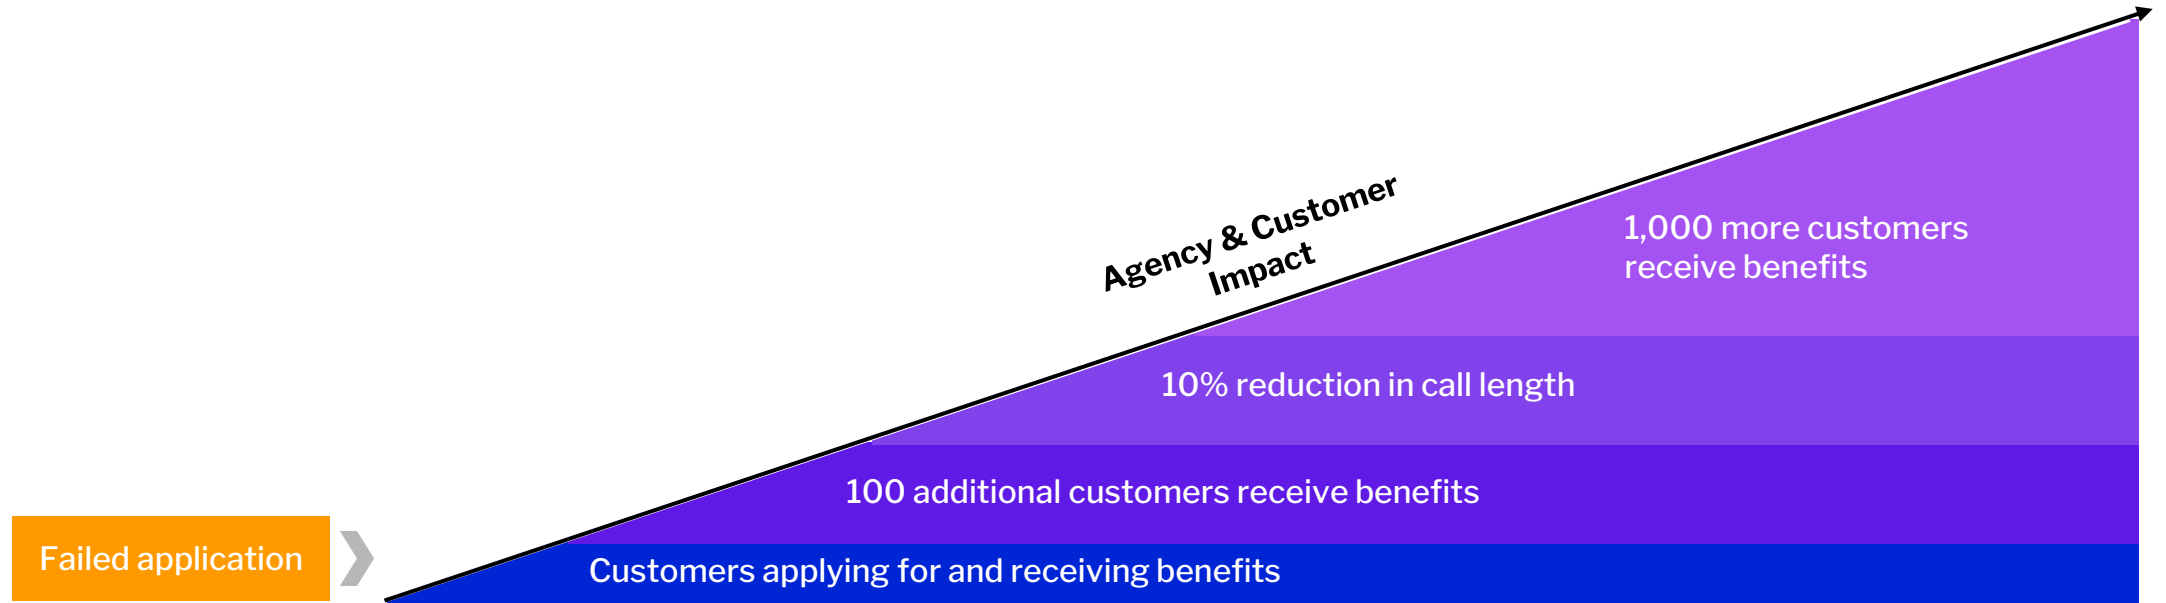 Agency & Customer
Impact
1,000 more customers
receive benefits
10% reduction in call length
100 additional customers receive benefits
Failed application
Customers applying for and receiving benefits